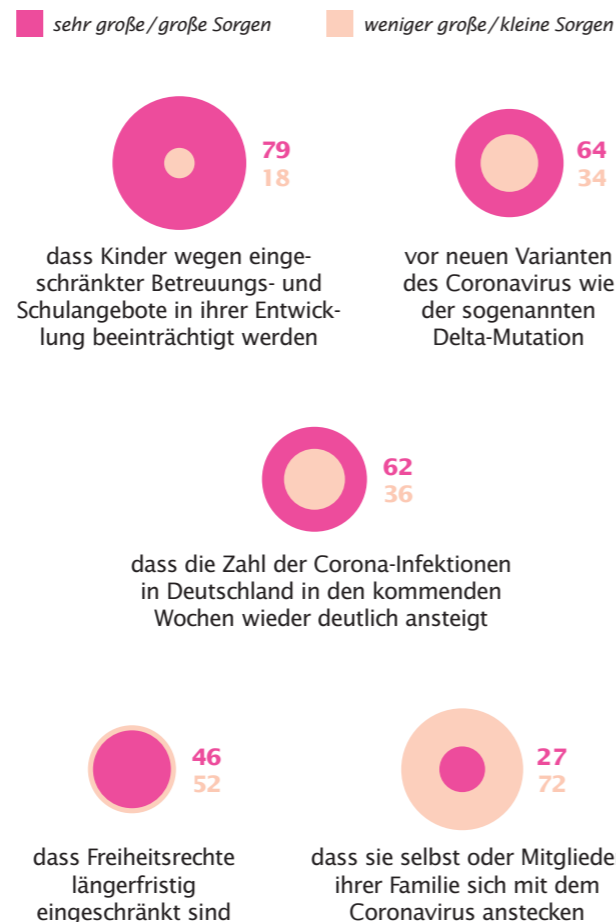 sehr große/große Sorgen
weniger große/kleine Sorgen
79
18
dass Kinder wegen einge-
schränkter Betreuungs- und
Schulangebote in ihrer Entwick-
lung beeinträchtigt werden
64
34
vor neuen Varianten
des Coronavirus wie
der sogenannten
Delta-Mutation
62
36
dass die Zahl der Corona-Infektionen
in Deutschland in den kommenden
Wochen wieder deutlich ansteigt
46
52
dass Freiheitsrechte
längerfristig
eingeschränkt sind
27
72
dass sie selbst oder Mitgliede
ihrer Familie sich mit dem
Coronavirus anstecken